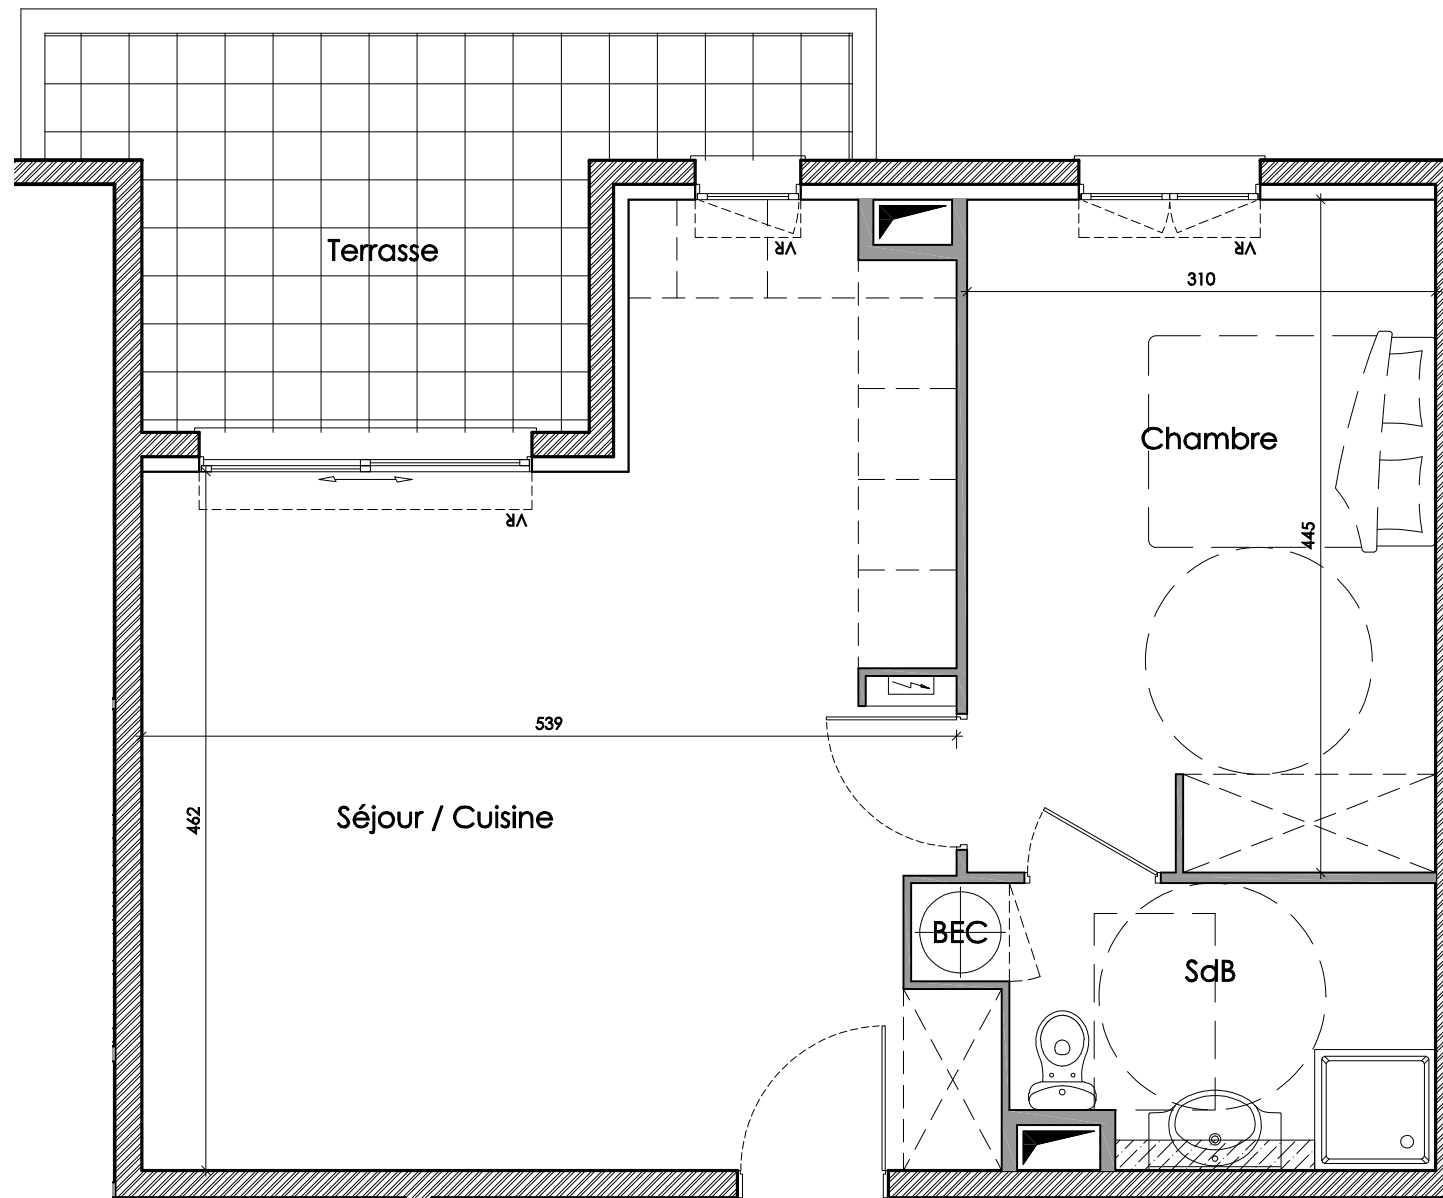 Terrasse
VR
VR
310
Chambre
VR
445
539
462
Séjour / Cuisine
BEC
SdB